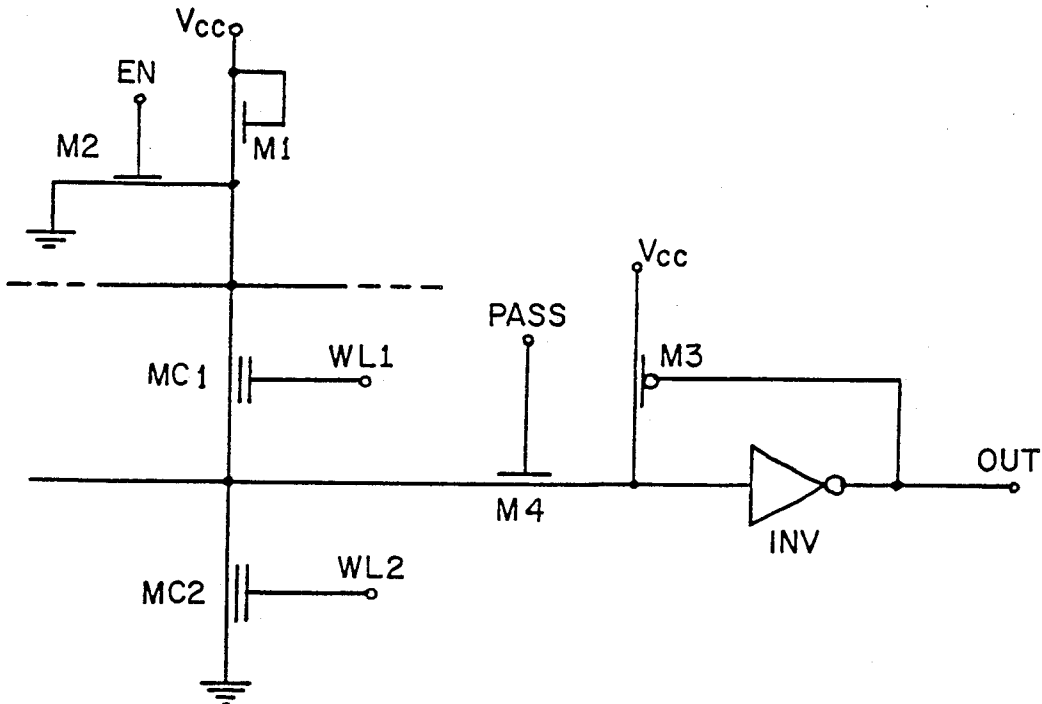 Vcc
EN
M2
M1
Vcc
PASS
M3
MC1
WL1
OUT
M4
INV
MC2
WL2